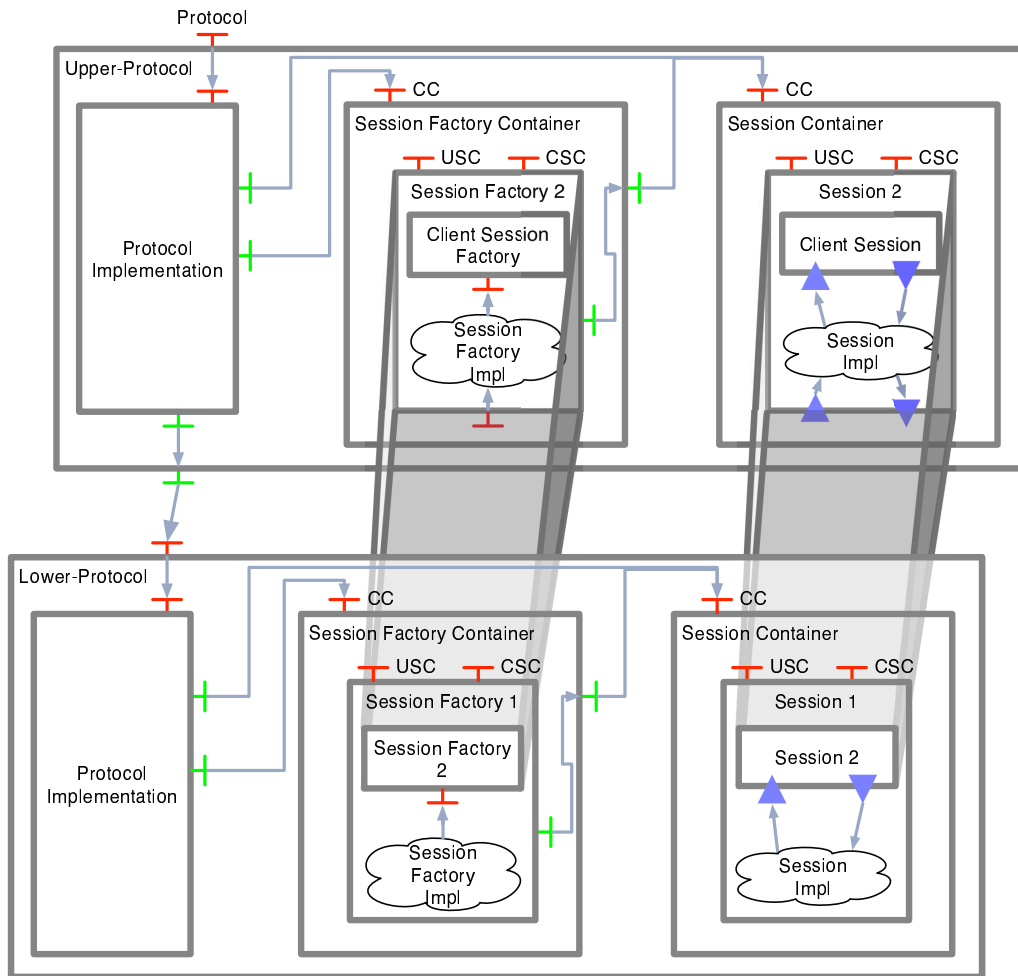 Protocol
Upper-Protocol
CC
CC
Session Factory Container
Session Container
USC
CSC
USC
CSC
Session Factory 2
Session 2
Client Session
Factory
Client Session
Protocol
Implementation
Session
Factory
Impl
Session
Impl
Lower-Protocol
CC
CC
Session Factory Container
Session Container
USC
CSC
USC
CSC
Session Factory 1
Session 1
Session Factory
2
Session 2
Protocol
Implementation
Session
Factory
Impl
Session
Impl